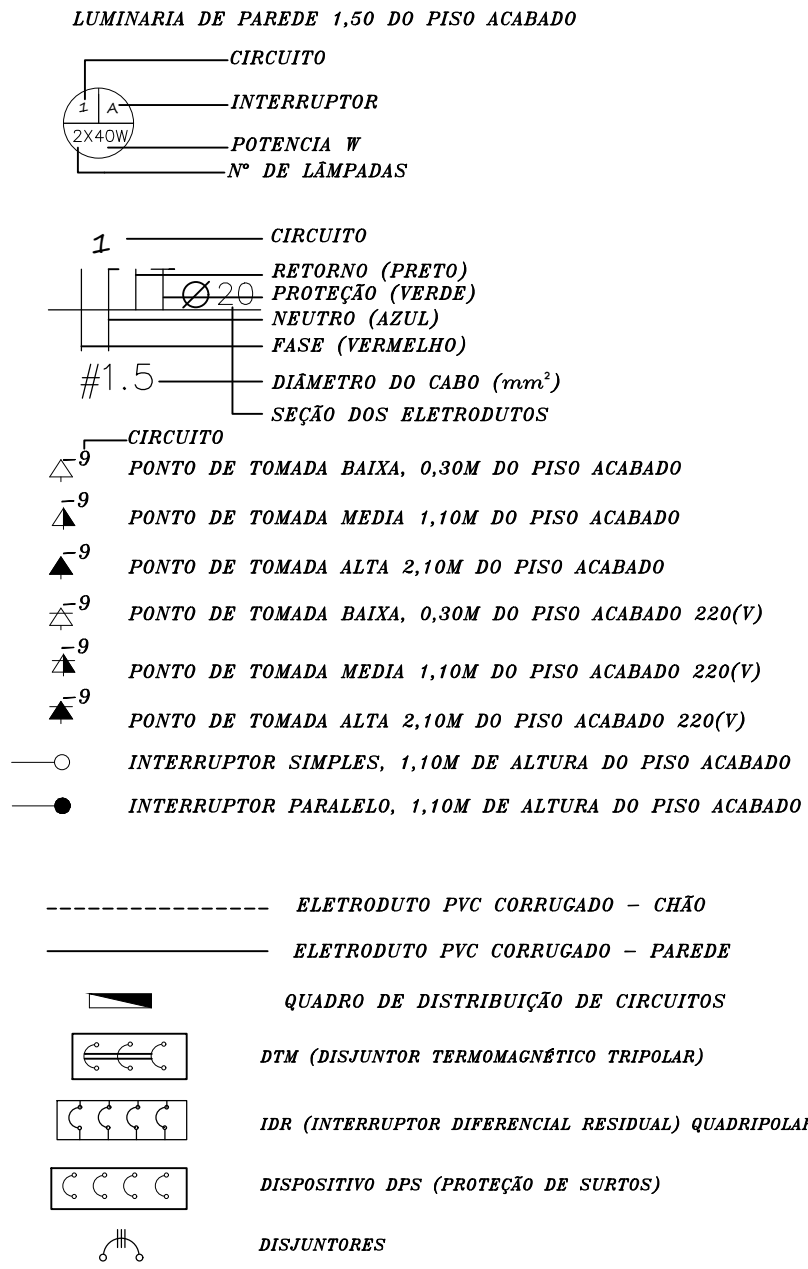 LUMINARIA DE PAREDE 1,50 DO PISO ACABADO
CIRCUITO
1 A INTERRUPTOR
2X40W
POTENCIA W
Nº DE LÂMPADAS
1 CIRCUITO
RETORNO (PRETO)
Ø20 PROTEÇÃO (VERDE)
NEUTRO (AZUL)
FASE (VERMELHO)
#1.5 DIÂMETRO DO CABO (mm²)
SEÇÃO DOS ELETRODUTOS
CIRCUITO
-9 PONTO DE TOMADA BAIXA, 0,30M DO PISO ACABADO
-9 PONTO DE TOMADA MEDIA 1,10M DO PISO ACABADO
-9 PONTO DE TOMADA ALTA 2,10M DO PISO ACABADO
-9 PONTO DE TOMADA BAIXA, 0,30M DO PISO ACABADO 220(V)
-9 PONTO DE TOMADA MEDIA 1,10M DO PISO ACABADO 220(V)
-9 PONTO DE TOMADA ALTA 2,10M DO PISO ACABADO 220(V)
INTERRUPTOR SIMPLES, 1,10M DE ALTURA DO PISO ACABADO
INTERRUPTOR PARALELO, 1,10M DE ALTURA DO PISO ACABADO
ELETRODUTO PVC CORRUGADO – CHÃO
ELETRODUTO PVC CORRUGADO – PAREDE
QUADRO DE DISTRIBUIÇÃO DE CIRCUITOS
DTM (DISJUNTOR TERMOMAGNÉTICO TRIPOLAR)
IDR (INTERRUPTOR DIFERENCIAL RESIDUAL) QUADRIPOLAR
DISPOSITIVO DPS (PROTEÇÃO DE SURTOS)
DISJUNTORES